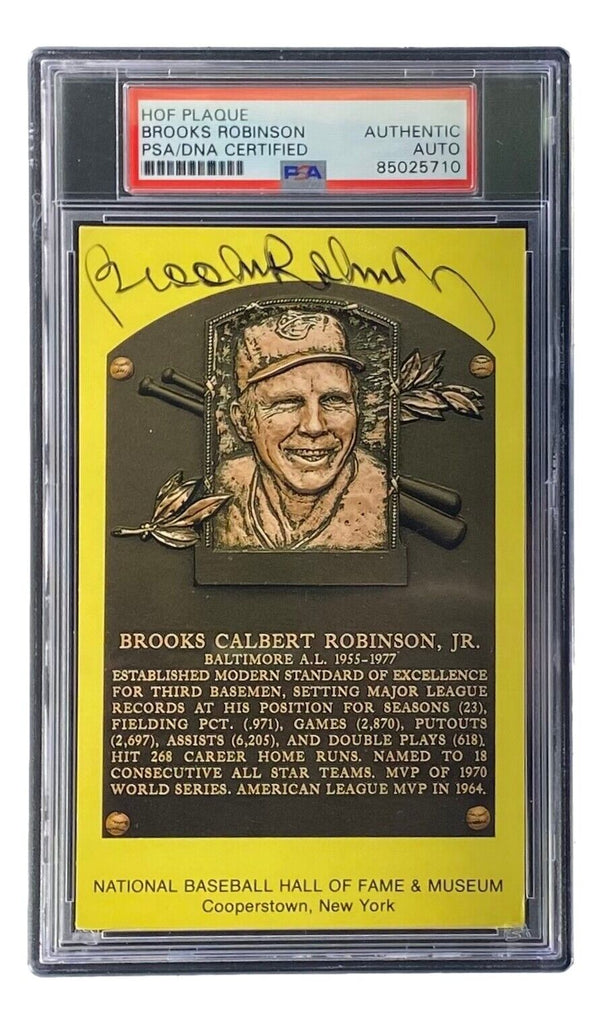 HOF PLAQUE
BROOKS ROBINSON AUTHENTIC
PSA/DNA CERTIFIED AUTO
PSA 85025710
Brooks Robinson
BROOKS CALBERT ROBINSON, JR.
BALTIMORE A.L. 1955-1977
ESTABLISHED MODERN STANDARD OF EXCELLENCE
FOR THIRD BASEMEN, SETTING MAJOR LEAGUE
RECORDS AT HIS POSITION FOR SEASONS (23),
FIELDING PCT. (.971), GAMES (2,870), PUTOUTS
(2,697), ASSISTS (6,205), AND DOUBLE PLAYS (618).
HIT 268 CAREER HOME RUNS. NAMED TO 18
CONSECUTIVE ALL STAR TEAMS. MVP OF 1970
WORLD SERIES. AMERICAN LEAGUE MVP IN 1964.
NATIONAL BASEBALL HALL OF FAME & MUSEUM
Cooperstown, New York